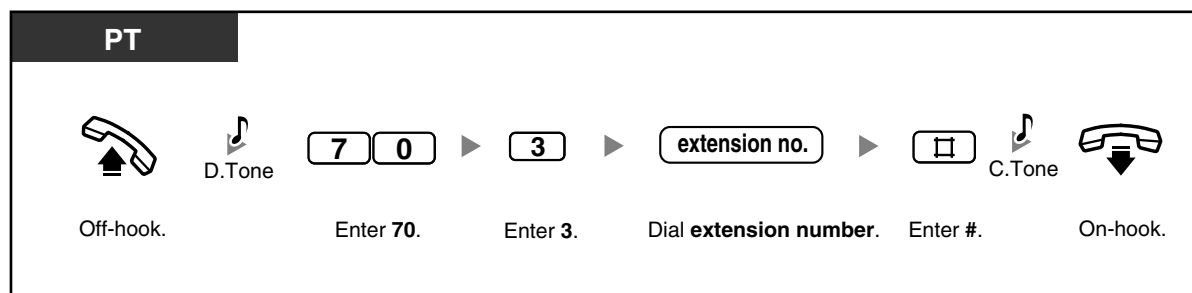 PT
D.Tone
7 0
3
extension no.
#
C.Tone
Off-hook.
Enter 70.
Enter 3.
Dial extension number.
Enter #.
On-hook.